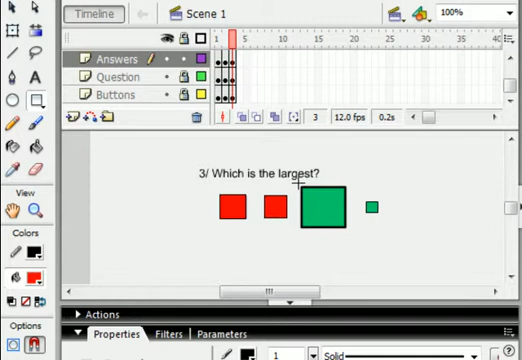 Timeline Scene 1 100%
1 5 10 15 20 25 30 35 40
Answers
Question
Buttons
3 12.0 fps 0.2s
3/ Which is the largest?
View
Colors
Options
Actions
Properties Filters Parameters
1 Solid